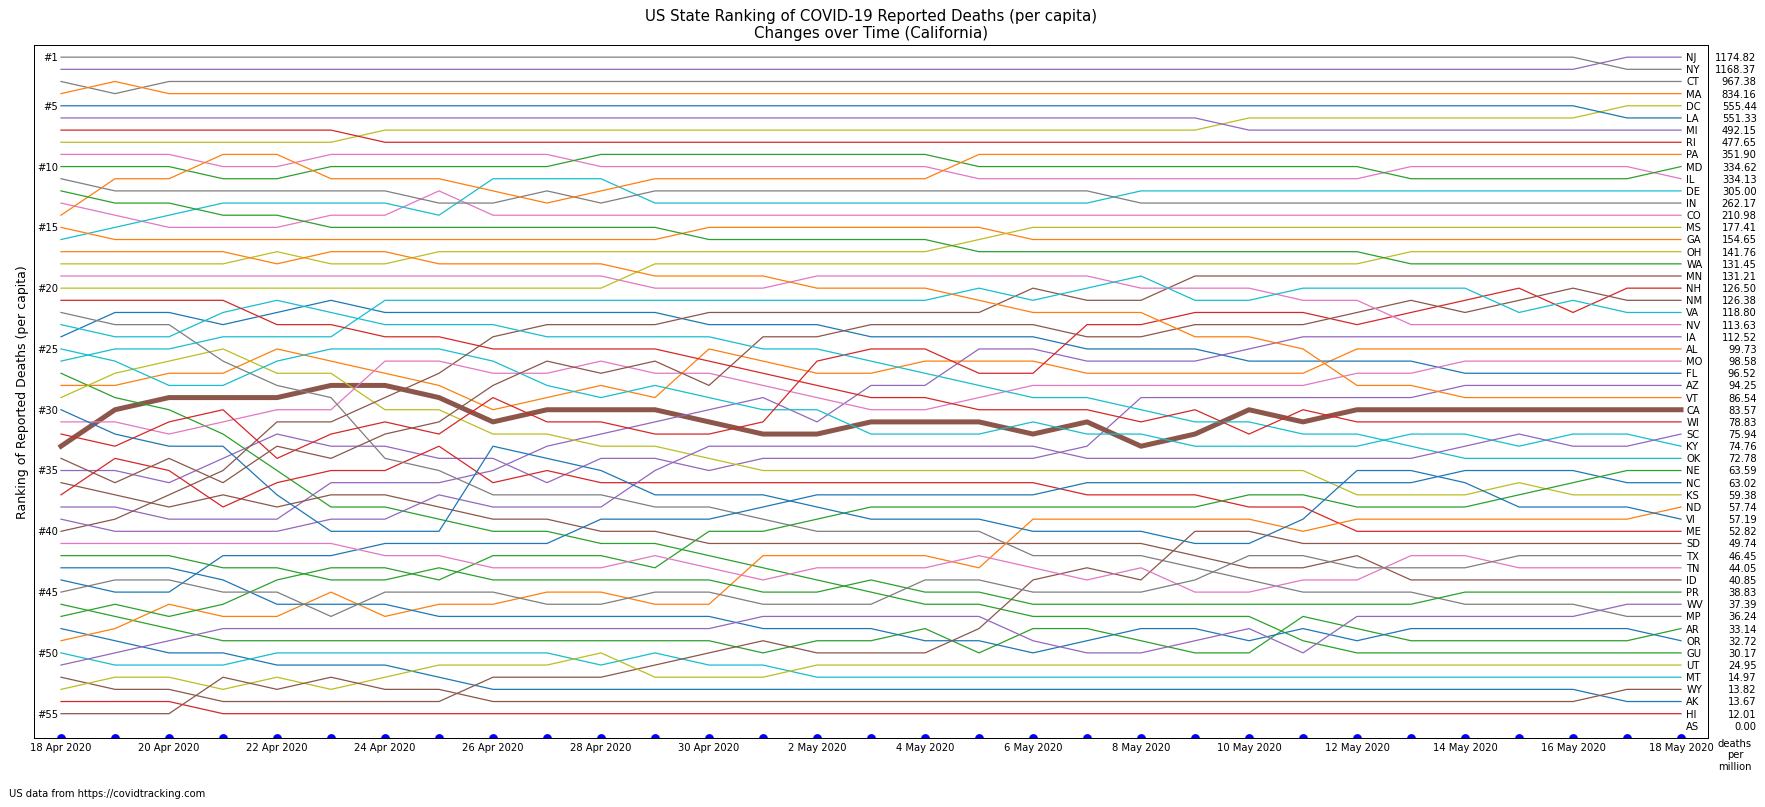 US State Ranking of COVID-19 Reported Deaths (per capita)
Changes over Time (California)
Ranking of Reported Deaths (per capita)
#1
#5
#10
#15
#20
#25
#30
#35
#40
#45
#50
#55
NJ 1174.82
NY 1168.37
CT 967.38
MA 834.16
DC 555.44
LA 551.33
MI 492.15
RI 477.65
PA 351.90
MD 334.62
IL 334.13
DE 305.00
IN 262.17
CO 210.98
MS 177.41
GA 154.65
OH 141.76
WA 131.45
MN 131.21
NH 126.50
NM 126.38
VA 118.80
NV 113.63
IA 112.52
AL 99.73
MO 98.58
FL 96.52
AZ 94.25
VT 86.54
CA 83.57
WI 78.83
SC 75.94
KY 74.76
OK 72.78
NE 63.59
NC 63.02
KS 59.38
ND 57.74
VI 57.19
ME 52.82
SD 49.74
TX 46.45
TN 44.05
ID 40.85
PR 38.83
WV 37.39
MP 36.24
AR 33.14
OR 32.72
GU 30.17
UT 24.95
MT 14.97
WY 13.82
AK 13.67
HI 12.01
AS 0.00
18 Apr 2020 20 Apr 2020 22 Apr 2020 24 Apr 2020 26 Apr 2020 28 Apr 2020 30 Apr 2020 2 May 2020 4 May 2020 6 May 2020 8 May 2020 10 May 2020 12 May 2020 14 May 2020 16 May 2020 18 May 2020
deaths
per
million
US data from https://covidtracking.com